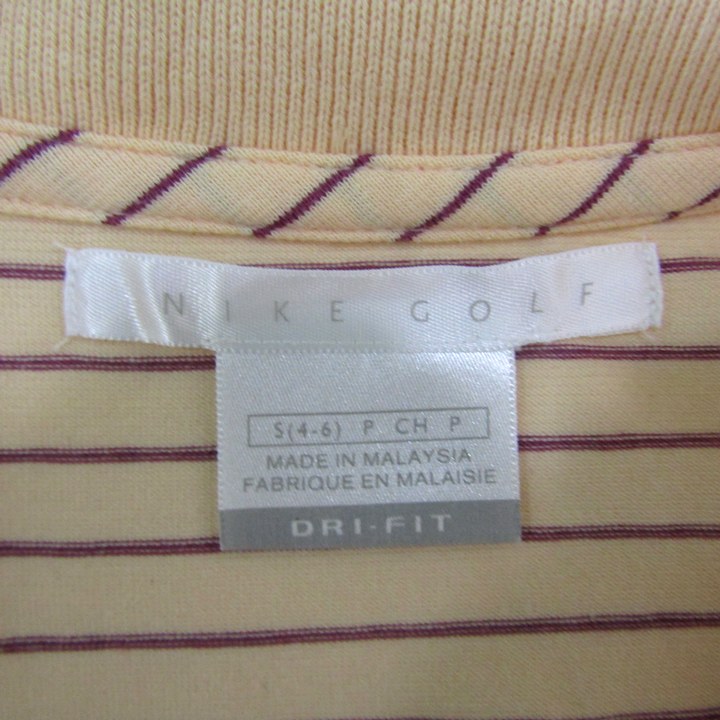 NIKE GOLF
S(4-6) P CH P
MADE IN MALAYSIA
FABRIQUE EN MALAISIE
DRI-FIT